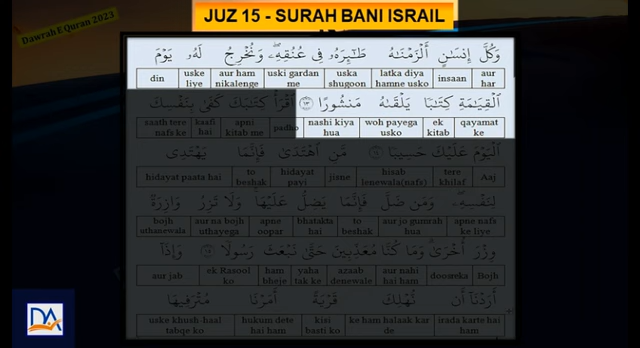 Dawrah E Quran 2023
JUZ 15 - SURAH BANI ISRAIL
وَكُلَّ إِنسَٰنٍ أَلْزَمْنَٰهُ طَٰٓئِرَهُۥ فِى عُنُقِهِۦ وَنُخْرِجُ لَهُۥ يَوْمَ
din uske liye aur ham nikalenge uski gardan me uska shugoon latka diya hamne usko insaan aur har
ٱلْقِيَٰمَةِ كِتَٰبًا يَلْقَىٰهُ مَنشُورًا ١٣ ٱقْرَأْ كِتَٰبَكَ كَفَىٰ بِنَفْسِكَ
saath tere nafs ke kaafi hai apni kitab me padho nashi kiya hua woh payega usko ek kitab qayamat ke
ٱلْيَوْمَ عَلَيْكَ حَسِيبًا ١٤ مَّنِ ٱهْتَدَىٰ فَإِنَّمَا يَهْتَدِى
hidayat paata hai to beshak hidayat payi jisne hisab lenewala(nafs) tere khilaf Aaj
لِنَفْسِهِۦ وَمَن ضَلَّ فَإِنَّمَا يَضِلُّ عَلَيْهَا وَلَا تَزِرُ وَازِرَةٌ
bojh uthanewala aur na bojh uthayega apne oopar bhatakta hai to beshak aur jo gumrah hua apne nafs ke liye
وِزْرَ أُخْرَىٰ وَمَا كُنَّا مُعَذِّبِينَ حَتَّىٰ نَبْعَثَ رَسُولًا ١٥ وَإِذَآ
aur jab ek Rasool ko ham bheje yaha tak ke azaab denewale aur nahi hai ham doosreka Bojh
أَرَدْنَآ أَن نُّهْلِكَ قَرْيَةً أَمَرْنَا مُتْرَفِيهَا
uske khush-haal tabqe ko hukum dete hai ham kisi basti ko ke ham halaak kar de irada karte hai ham
DA